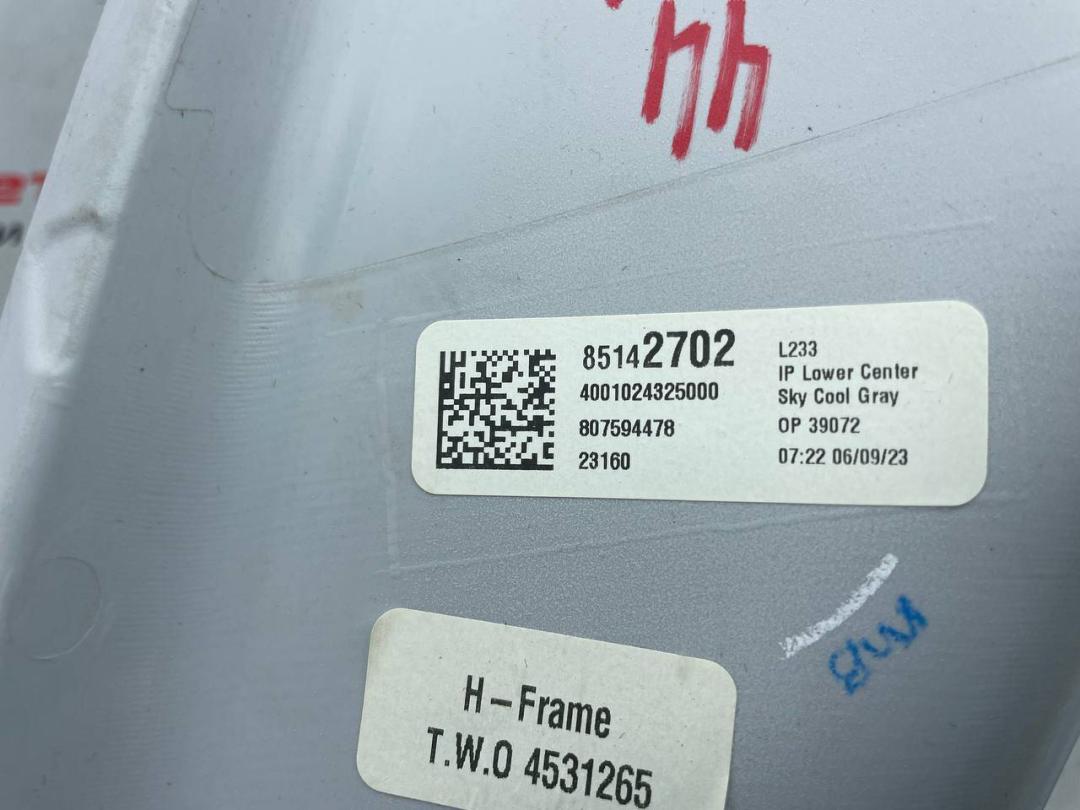 44
85142702
4001024325000
807594478
23160
L233
IP Lower Center
Sky Cool Gray
OP 39072
07:22 06/09/23
H-Frame
T.W.O 4531265